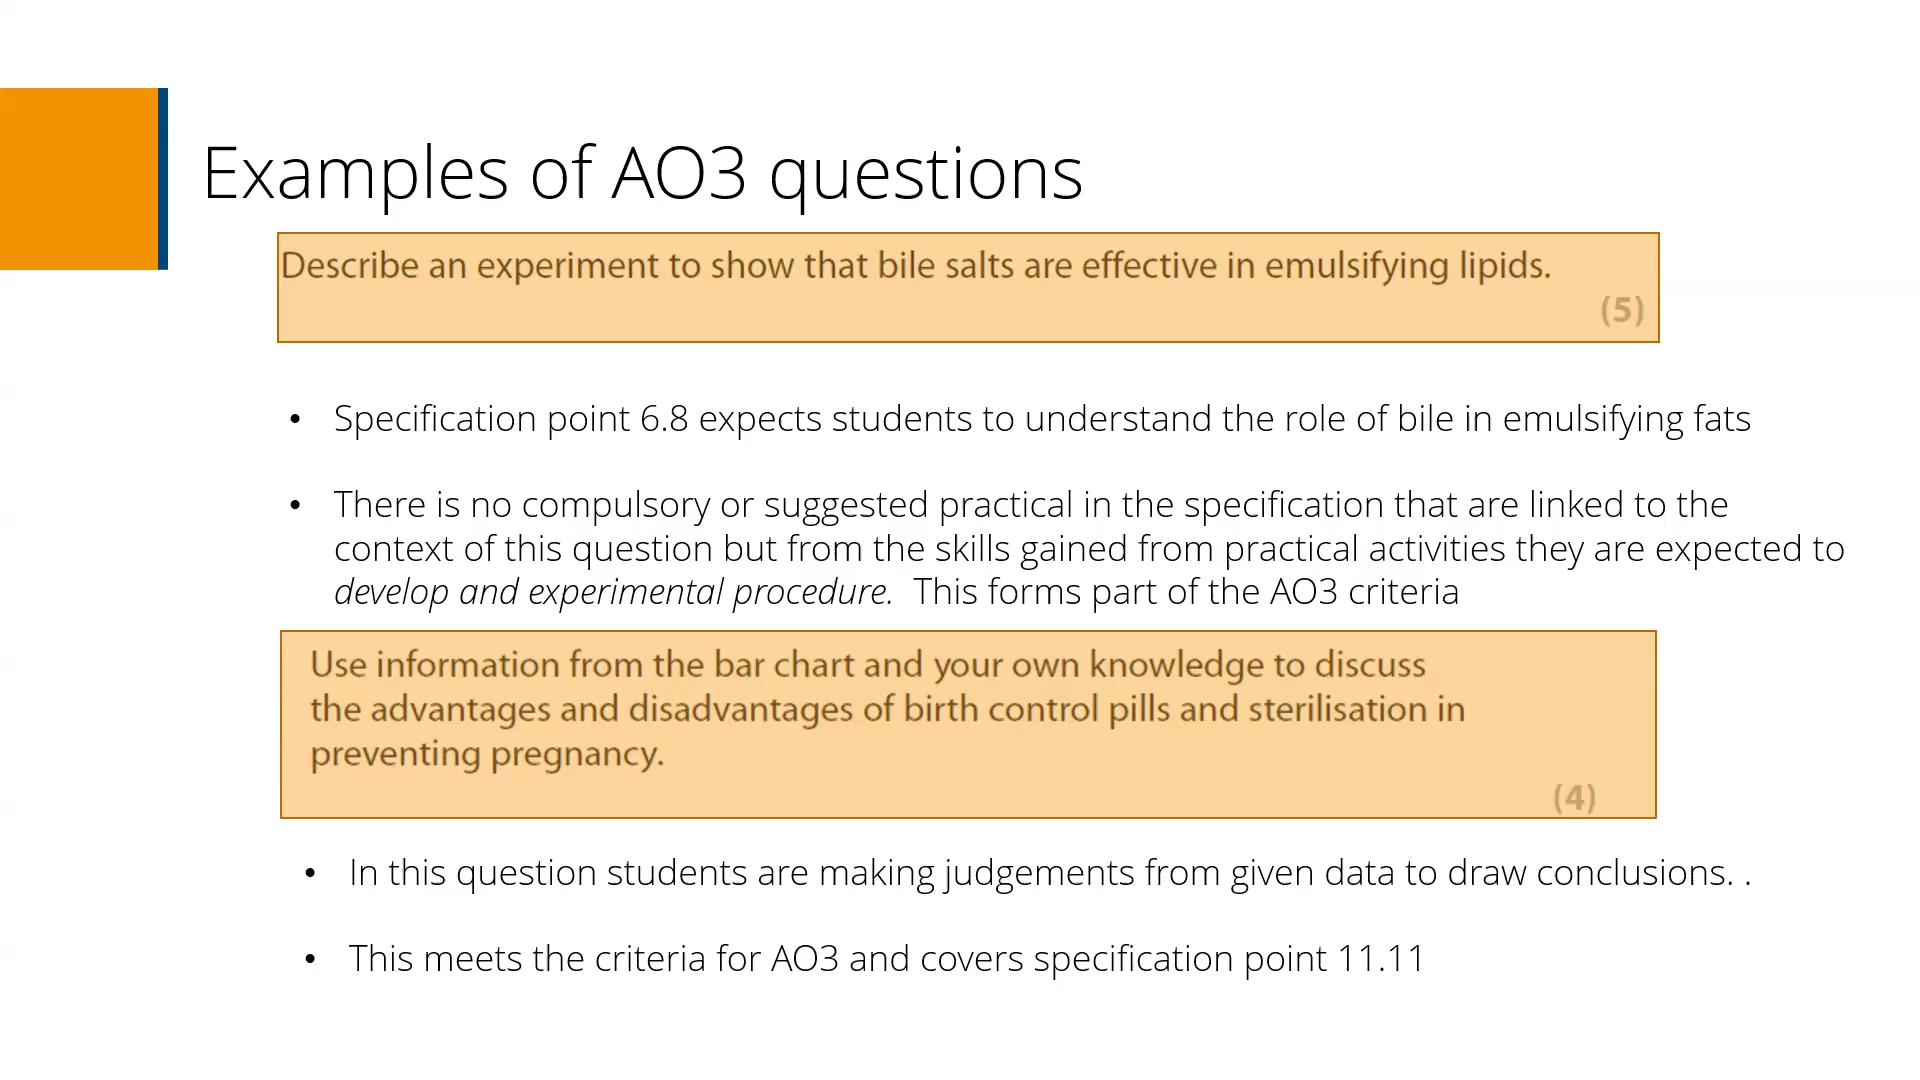 Examples of AO3 questions
Describe an experiment to show that bile salts are effective in emulsifying lipids.
(5)
• Specification point 6.8 expects students to understand the role of bile in emulsifying fats
• There is no compulsory or suggested practical in the specification that are linked to the
context of this question but from the skills gained from practical activities they are expected to
develop and experimental procedure. This forms part of the AO3 criteria
Use information from the bar chart and your own knowledge to discuss
the advantages and disadvantages of birth control pills and sterilisation in
preventing pregnancy.
(4)
• In this question students are making judgements from given data to draw conclusions. .
• This meets the criteria for AO3 and covers specification point 11.11